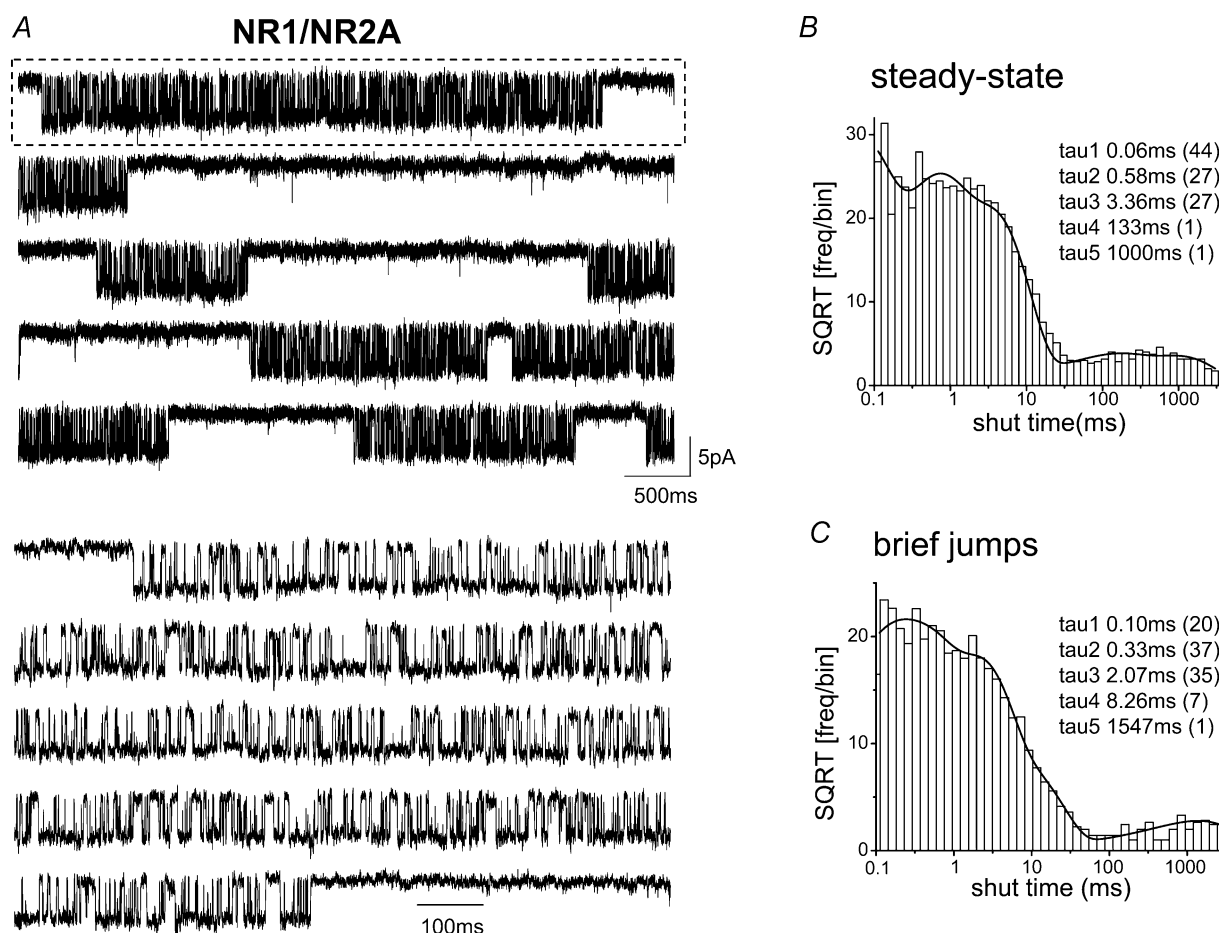 A
NR1/NR2A
5pA
500ms
100ms
B
steady-state
SQRT [freq/bin]
30
20
10
0
tau1 0.06ms (44)
tau2 0.58ms (27)
tau3 3.36ms (27)
tau4 133ms (1)
tau5 1000ms (1)
0.1 1 10 100 1000
shut time(ms)
C
brief jumps
SQRT [freq/bin]
20
10
0
tau1 0.10ms (20)
tau2 0.33ms (37)
tau3 2.07ms (35)
tau4 8.26ms (7)
tau5 1547ms (1)
0.1 1 10 100 1000
shut time (ms)